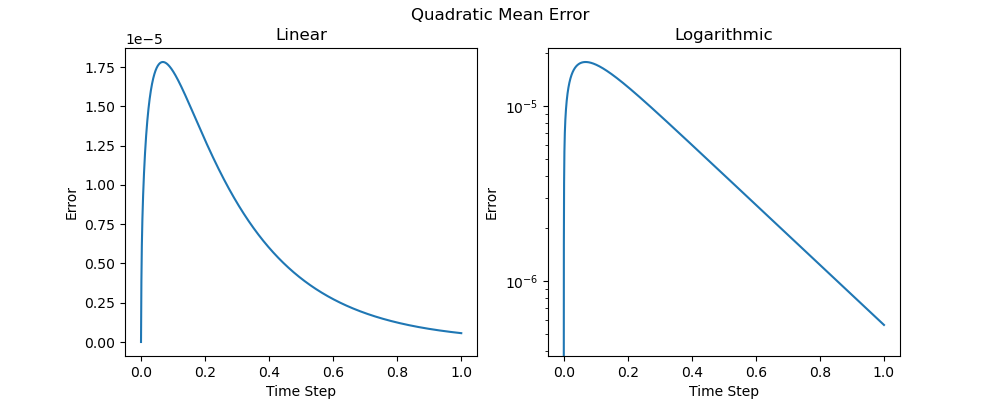 Quadratic Mean Error
Linear
1e−5
1.75
1.50
1.25
1.00
0.75
0.50
0.25
0.00
Error
0.0 0.2 0.4 0.6 0.8 1.0
Time Step
Logarithmic
10⁻⁵
10⁻⁶
Error
0.0 0.2 0.4 0.6 0.8 1.0
Time Step